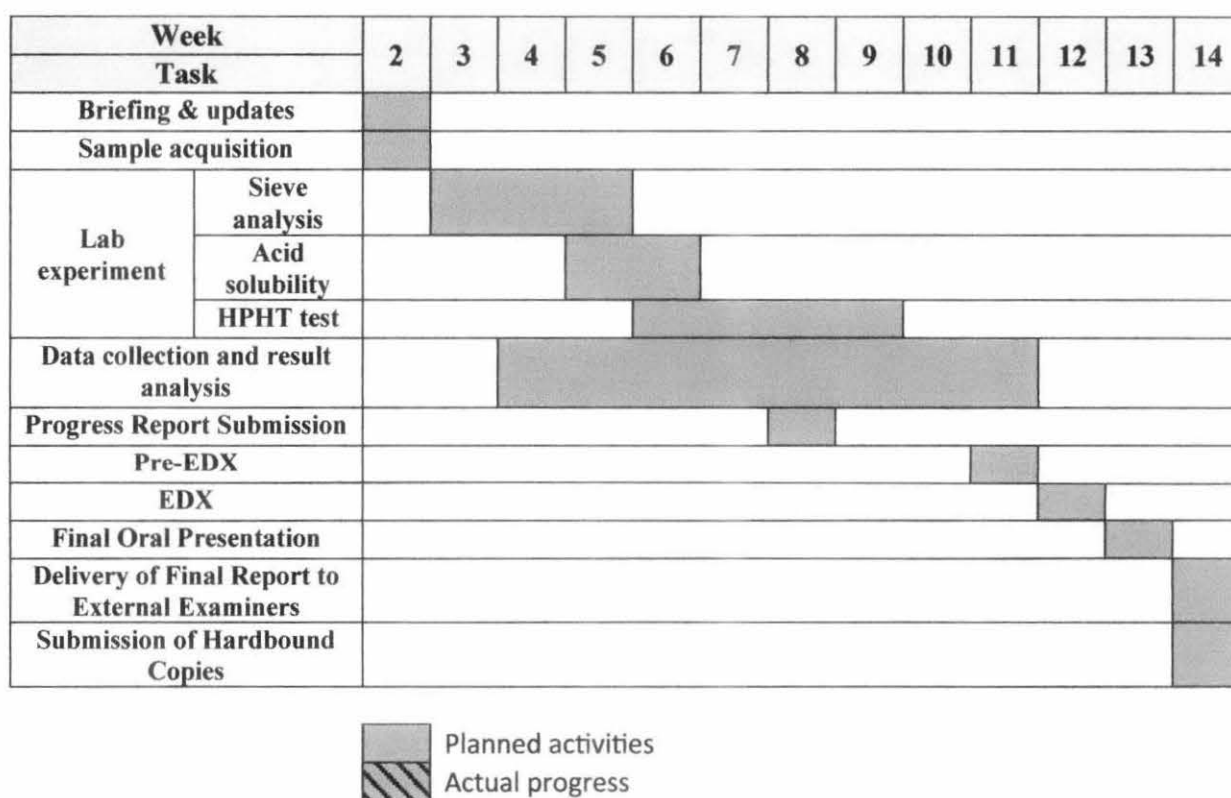 Week
2 3 4 5 6 7 8 9 10 11 12 13 14
Task
Briefing & updates
Sample acquisition
Lab
experiment
Sieve
analysis
Acid
solubility
HPHT test
Data collection and result
analysis
Progress Report Submission
Pre-EDX
EDX
Final Oral Presentation
Delivery of Final Report to
External Examiners
Submission of Hardbound
Copies
Planned activities
Actual progress